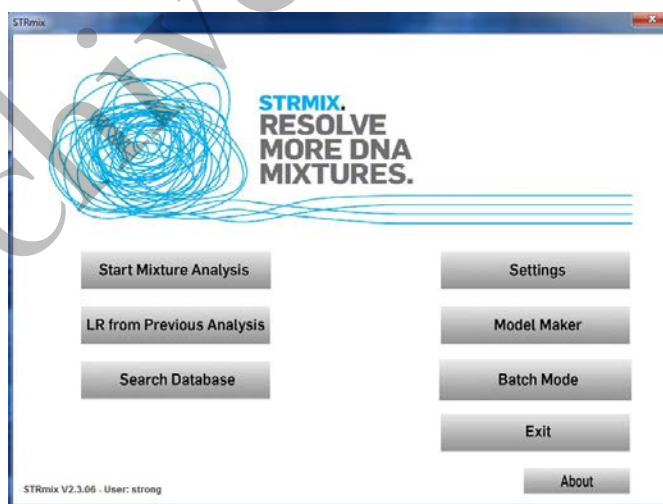 STRmix
STRMIX.
RESOLVE
MORE DNA
MIXTURES.
Start Mixture Analysis
Settings
LR from Previous Analysis
Model Maker
Search Database
Batch Mode
Exit
STRmix V2.3.06 - User: strong
About